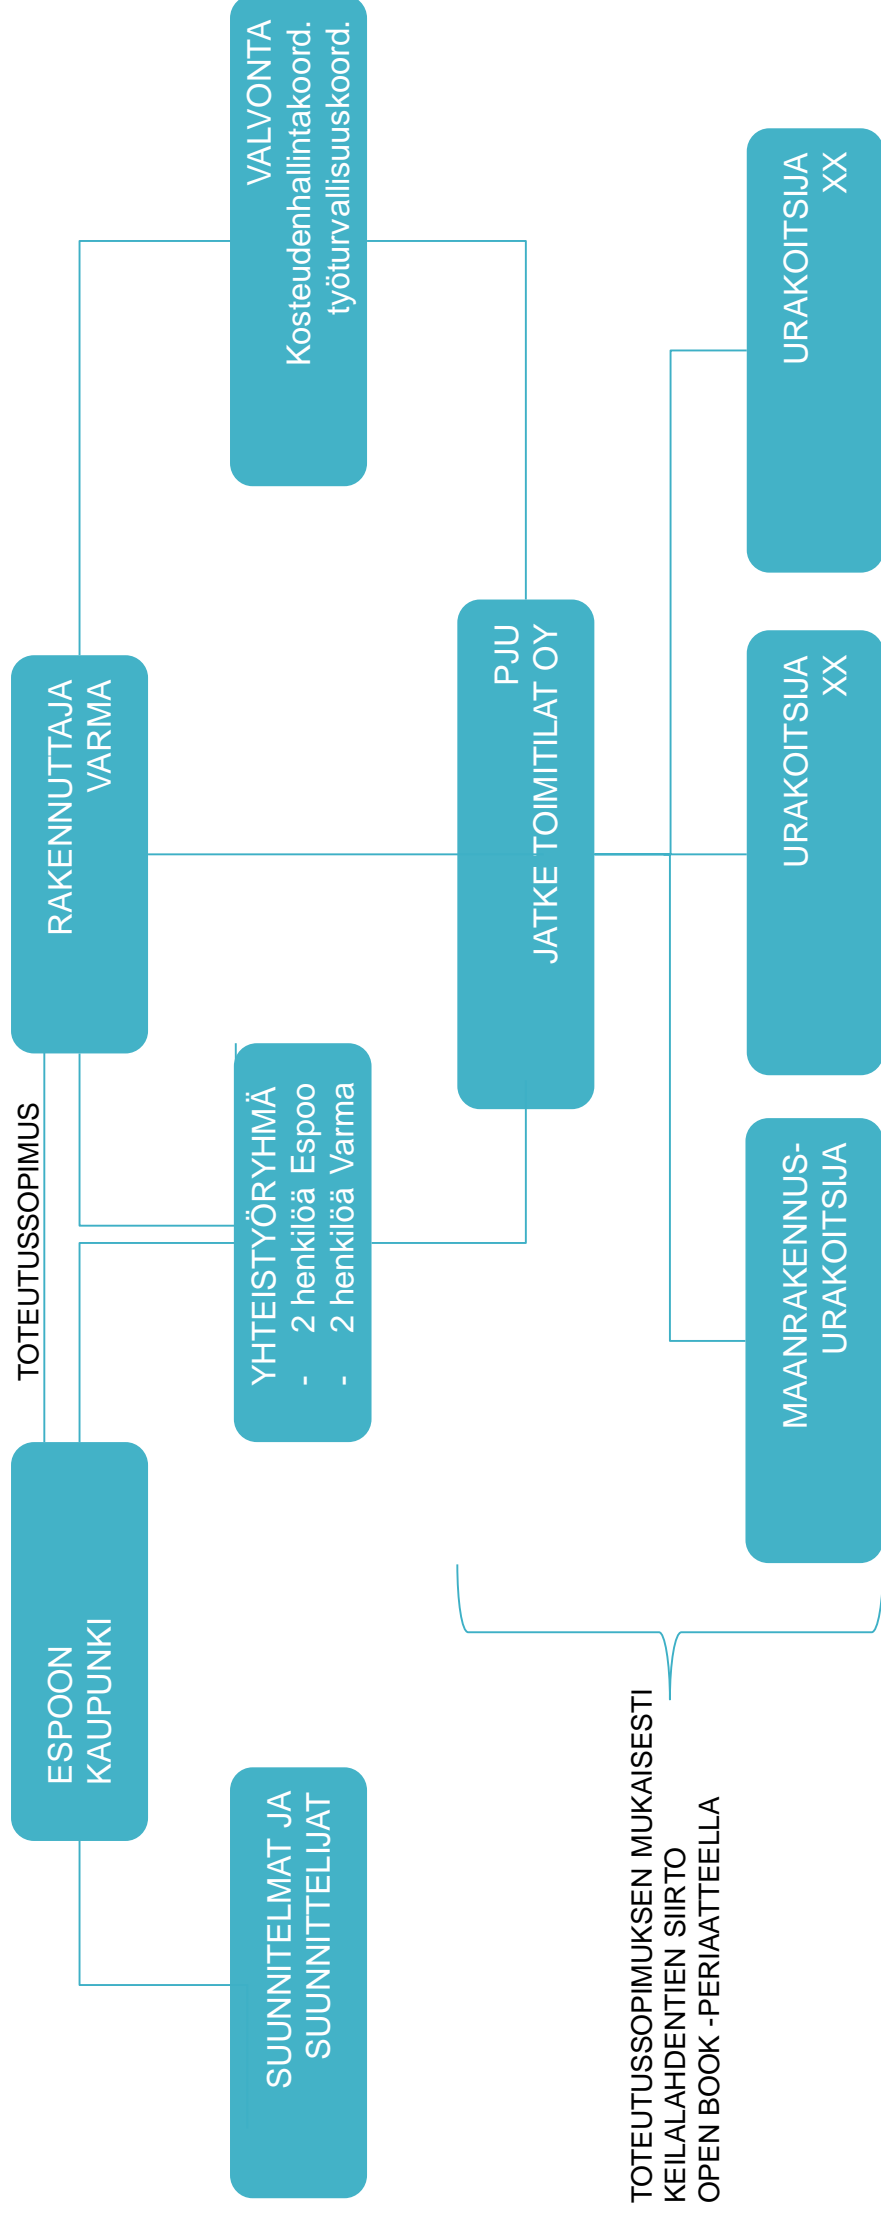 ESPOON
KAUPUNKI
TOTEUTUSSOPIMUS
RAKENNUTTAJA
VARMA
SUUNNITELMAT JA
SUUNNITTELIJAT
YHTEISTYÖRYHMÄ
- 2 henkilöä Espoo
- 2 henkilöä Varma
VALVONTA
Kosteudenhallintakoord.
työturvallisuuskoord.
PJU
JATKE TOIMITILAT OY
TOTEUTUSSOPIMUKSEN MUKAISESTI
KEILALAHDENTIEN SIIRTO
OPEN BOOK -PERIAATTEELLA
MAANRAKENNUS-
URAKOITSIJA
URAKOITSIJA
XX
URAKOITSIJA
XX